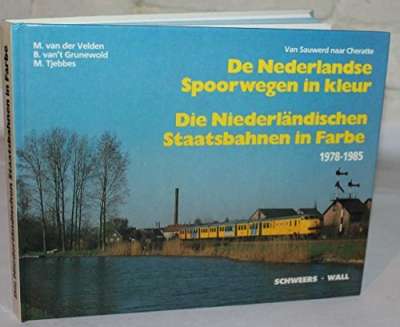 M. van der Velden
B. van't Grunewold
M. Tjebbes
Van Sauwerd naar Cheratte
De Nederlandse
Spoorwegen in kleur
Die Niederländischen
Staatsbahnen in Farbe
1978-1985
SCHWEERS · WALL
Die Niederländischen Staatsbahnen in Farbe